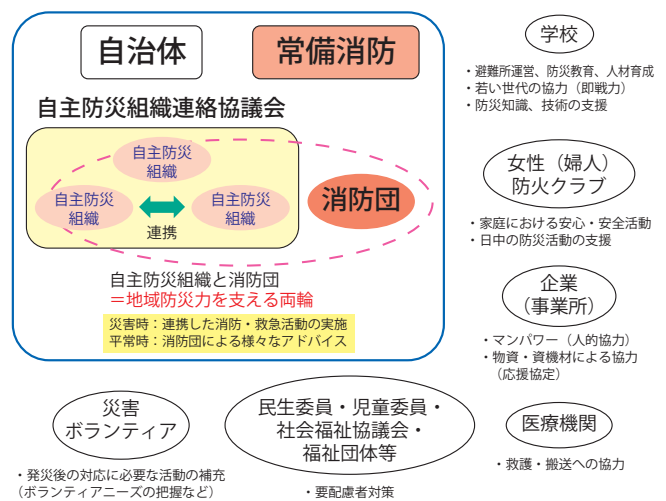 自治体
常備消防
自主防災組織連絡協議会
自主防災
組織
自主防災
組織
自主防災
組織
連携
消防団
自主防災組織と消防団
＝地域防災力を支える両輪
災害時：連携した消防・救急活動の実施
平常時：消防団による様々なアドバイス
学校
・避難所運営、防災教育、人材育成
・若い世代の協力（即戦力）
・防災知識、技術の支援
女性（婦人）
防火クラブ
・家庭における安心・安全活動
・日中の防災活動の支援
企業
（事業所）
・マンパワー（人的協力）
・物資・資機材による協力
（応援協定）
災害
ボランティア
・発災後の対応に必要な活動の補充
（ボランティアニーズの把握など）
民生委員・児童委員・
社会福祉協議会・
福祉団体等
・要配慮者対策
医療機関
・救護・搬送への協力